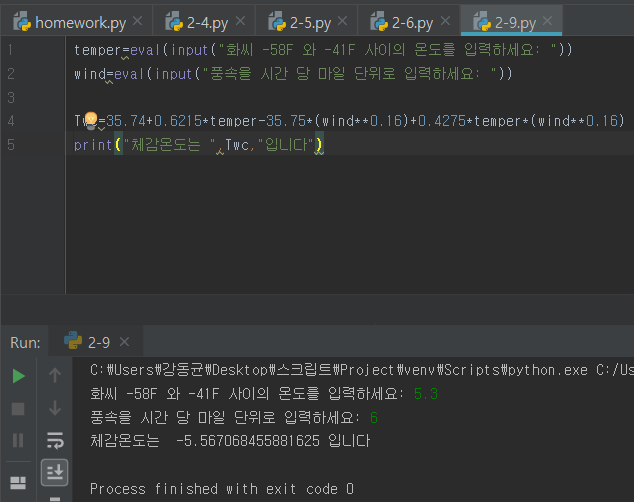 homework.py × 2-4.py × 2-5.py × 2-6.py × 2-9.py ×
1 temper=eval(input("화씨 -58F 와 -41F 사이의 온도를 입력하세요: "))
2 wind=eval(input("풍속을 시간 당 마일 단위로 입력하세요: "))
3
4 Twc=35.74+0.6215*temper-35.75*(wind**0.16)+0.4275*temper*(wind**0.16)
5 print("체감온도는 ",Twc,"입니다")
Run: 2-9 ×
C:₩Users₩강동균₩Desktop₩스크립트₩Project₩venv₩Scripts₩python.exe C:/Us
화씨 -58F 와 -41F 사이의 온도를 입력하세요: 5.3
풍속을 시간 당 마일 단위로 입력하세요: 6
체감온도는  -5.567068455881625 입니다
Process finished with exit code 0